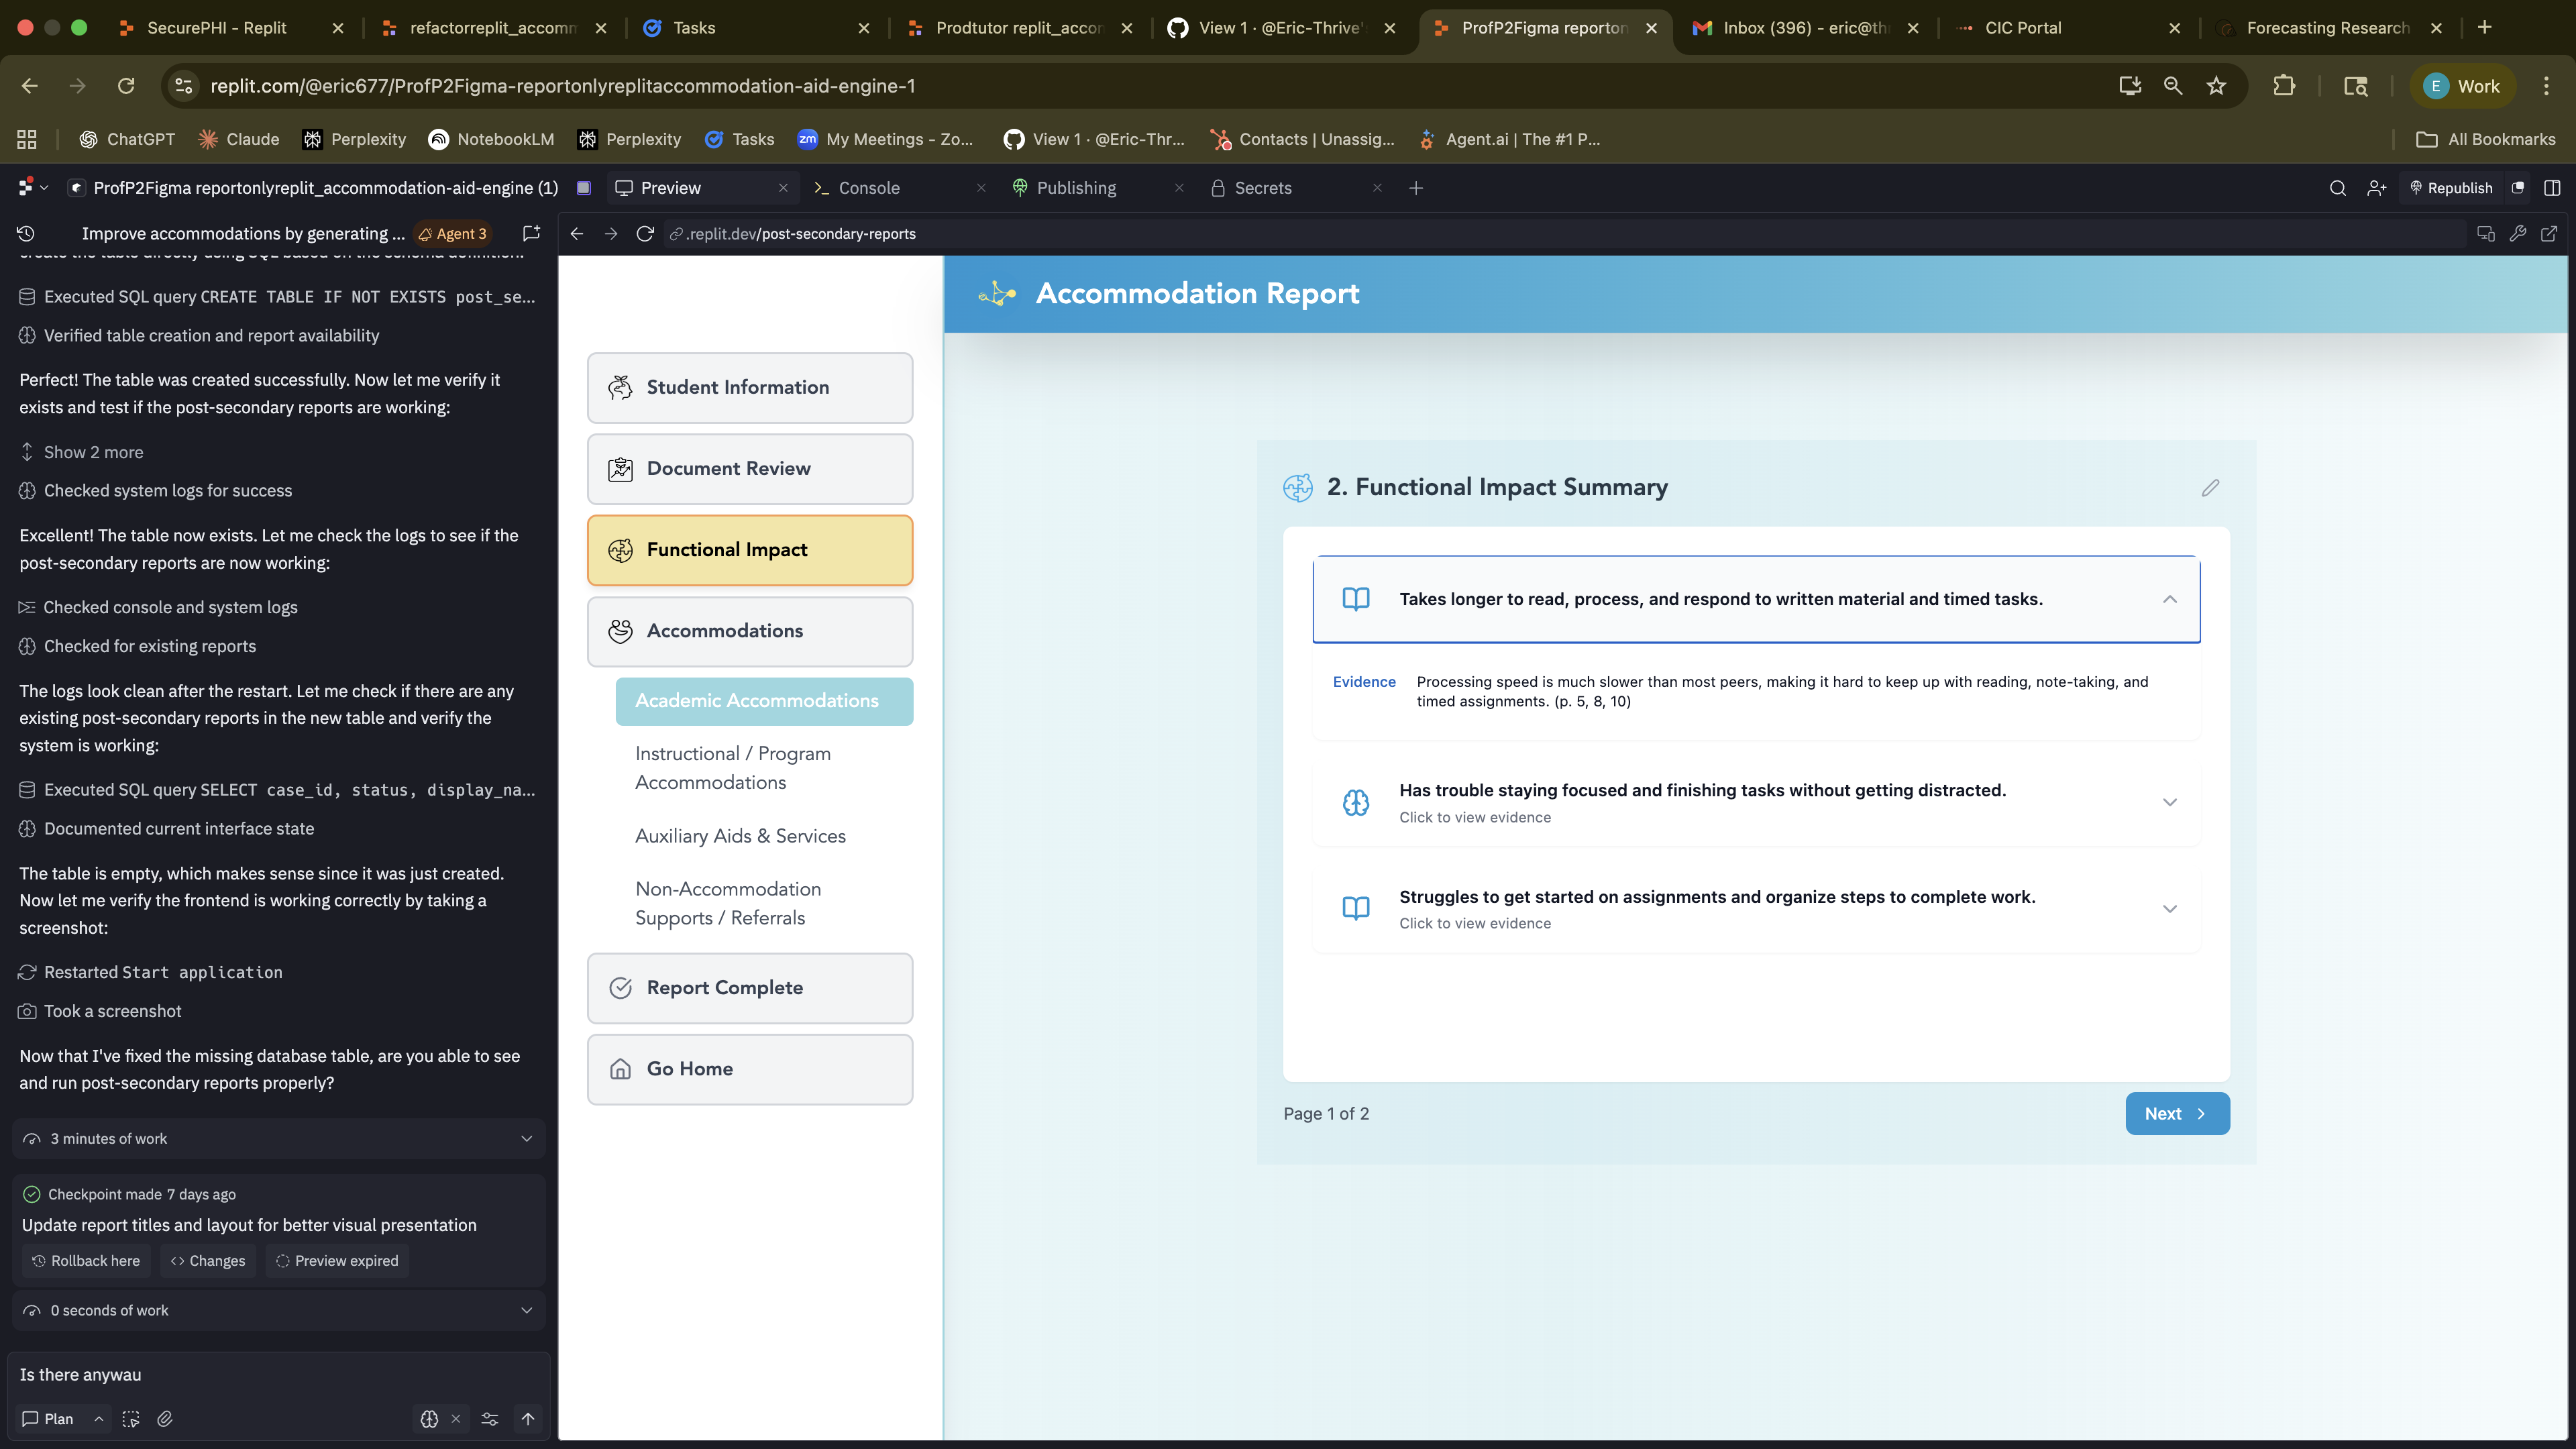 SecurePHI - Replit
refactorreplit_accomm
Tasks
Prodtutor replit_accon
View 1 · @Eric-Thrive'
ProfP2Figma reporton
Inbox (396) - eric@thr
CIC Portal
Forecasting Research
replit.com/@eric677/ProfP2Figma-reportonlyreplitaccommodation-aid-engine-1
E Work
ChatGPT
Claude
Perplexity
NotebookLM
Perplexity
Tasks
zm My Meetings - Zo...
View 1 · @Eric-Thr...
Contacts | Unassig...
Agent.ai | The #1 P...
All Bookmarks
ProfP2Figma reportonlyreplit_accommodation-aid-engine (1)
Preview
Console
Publishing
Secrets
Republish
Improve accommodations by generating ...
Agent 3
.replit.dev/post-secondary-reports
create the table directly using SQL based on the schema definition.
Executed SQL query CREATE TABLE IF NOT EXISTS post_se...
Verified table creation and report availability
Perfect! The table was created successfully. Now let me verify it
exists and test if the post-secondary reports are working:
Show 2 more
Checked system logs for success
Excellent! The table now exists. Let me check the logs to see if the
post-secondary reports are now working:
Checked console and system logs
Checked for existing reports
The logs look clean after the restart. Let me check if there are any
existing post-secondary reports in the new table and verify the
system is working:
Executed SQL query SELECT case_id, status, display_na...
Documented current interface state
The table is empty, which makes sense since it was just created.
Now let me verify the frontend is working correctly by taking a
screenshot:
Restarted Start application
Took a screenshot
Now that I've fixed the missing database table, are you able to see
and run post-secondary reports properly?
3 minutes of work
Checkpoint made 7 days ago
Update report titles and layout for better visual presentation
Rollback here
Changes
Preview expired
0 seconds of work
Is there anywau
Plan
Student Information
Document Review
Functional Impact
Accommodations
Academic Accommodations
Instructional / Program
Accommodations
Auxiliary Aids & Services
Non-Accommodation
Supports / Referrals
Report Complete
Go Home
Accommodation Report
2. Functional Impact Summary
Takes longer to read, process, and respond to written material and timed tasks.
Evidence
Processing speed is much slower than most peers, making it hard to keep up with reading, note-taking, and
timed assignments. (p. 5, 8, 10)
Has trouble staying focused and finishing tasks without getting distracted.
Click to view evidence
Struggles to get started on assignments and organize steps to complete work.
Click to view evidence
Page 1 of 2
Next